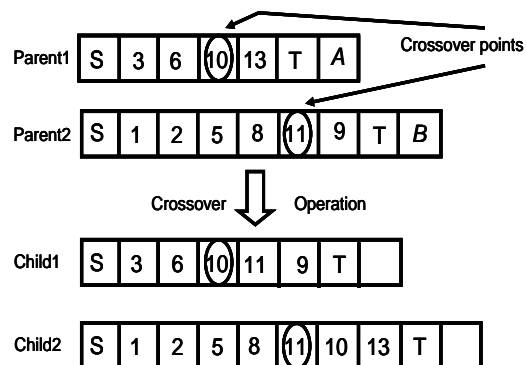 Crossover points
Parent1 S 3 6 10 13 T A
Parent2 S 1 2 5 8 11 9 T B
Crossover Operation
Child1 S 3 6 10 11 9 T
Child2 S 1 2 5 8 11 10 13 T